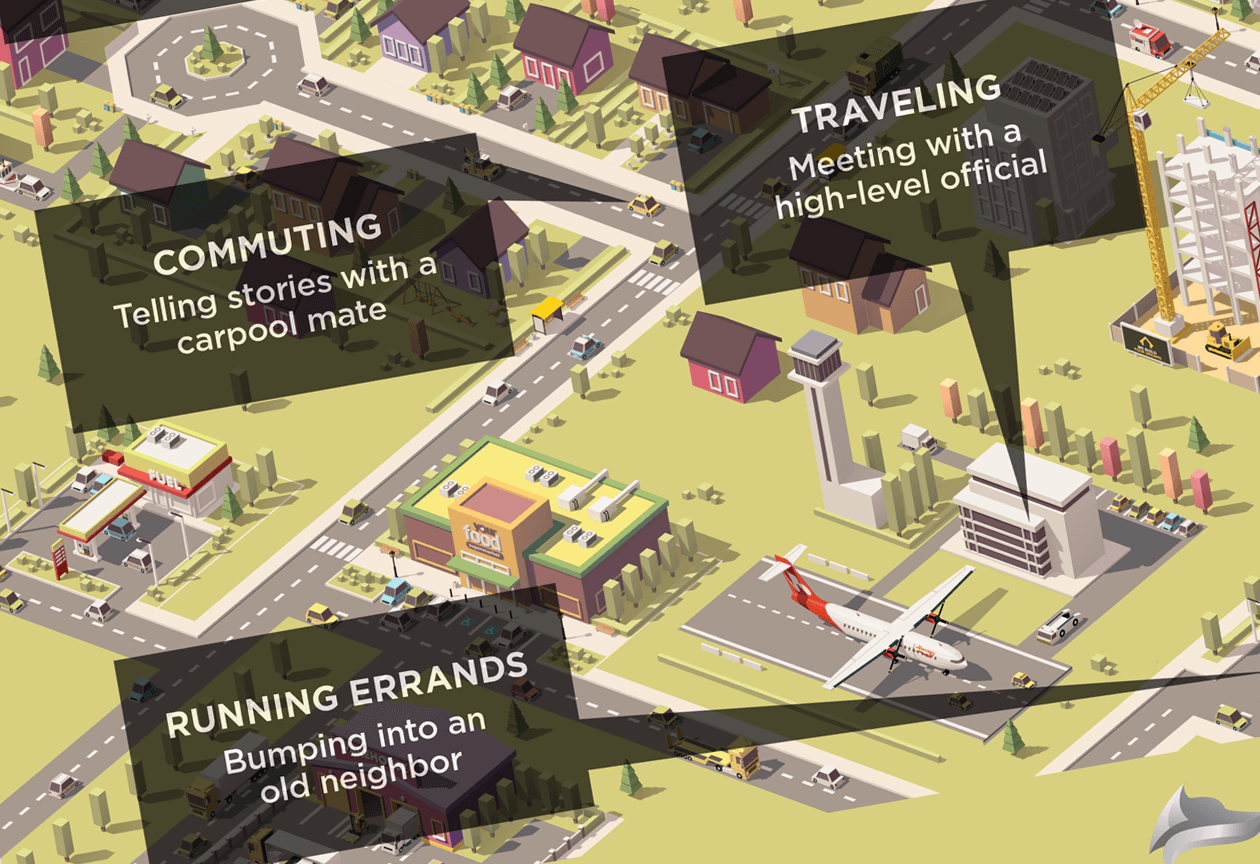 TRAVELING
Meeting with a
high-level official
COMMUTING
Telling stories with a
carpool mate
FUEL
food
RUNNING ERRANDS
Bumping into an
old neighbor